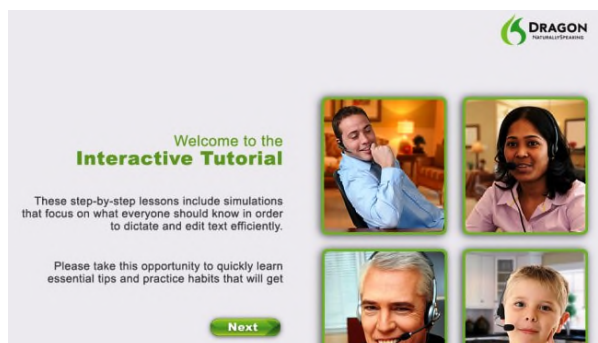 DRAGON
NATURALLYSPEAKING
Welcome to the
Interactive Tutorial
These step-by-step lessons include simulations
that focus on what everyone should know in order
to dictate and edit text efficiently.
Please take this opportunity to quickly learn
essential tips and practice habits that will get
Next